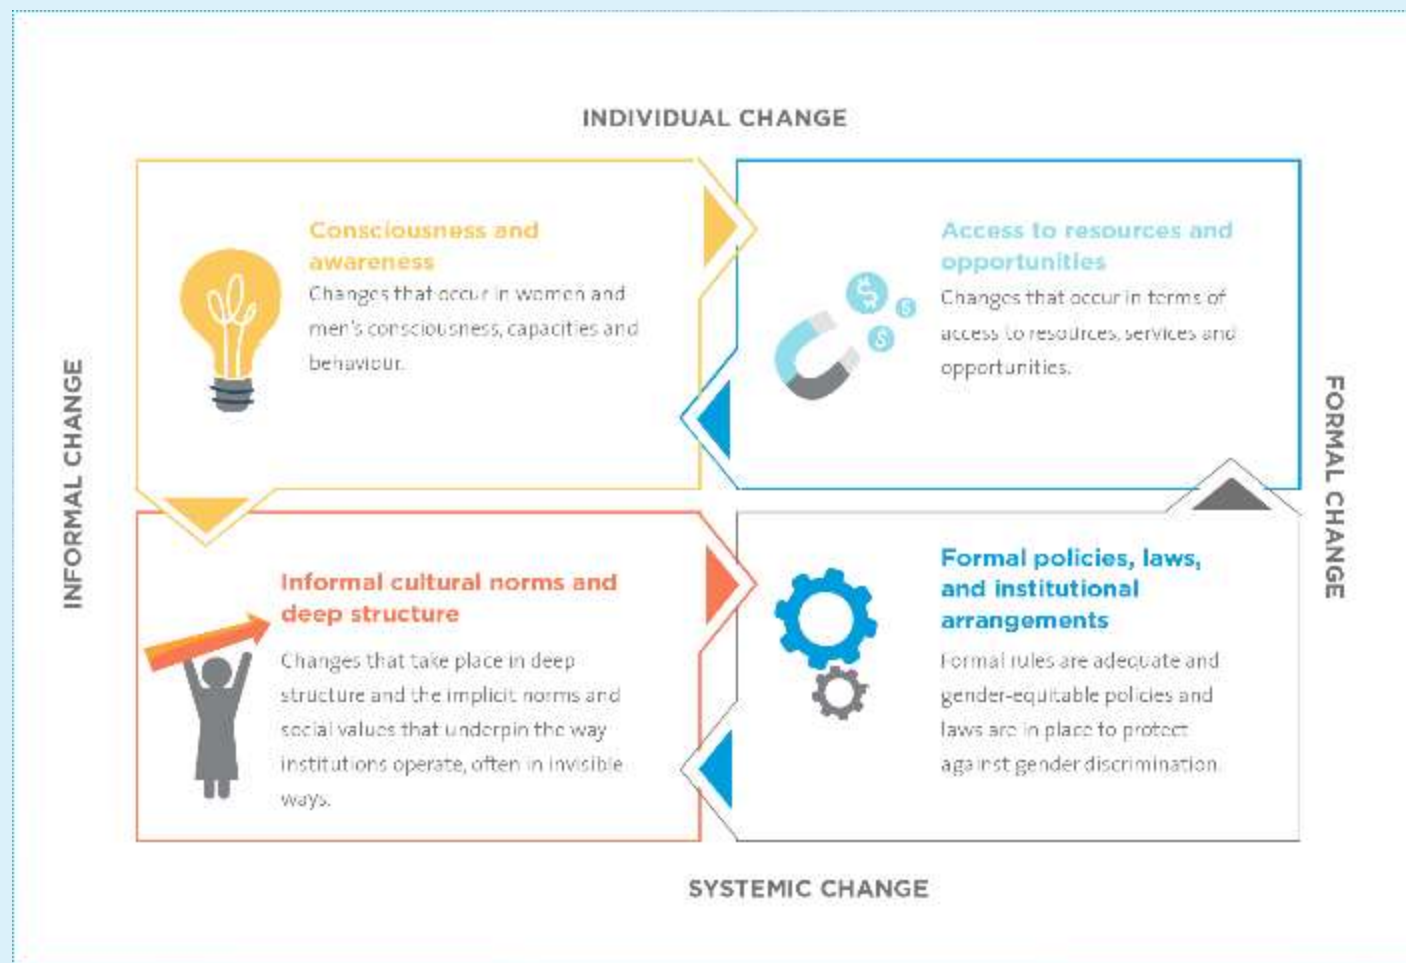 INDIVIDUAL CHANGE
INFORMAL CHANGE
Consciousness and
awareness
Changes that occur in women and
men's consciousness, capacities and
behaviour.
Access to resources and
opportunities
Changes that occur in terms of
access to resources, services and
opportunities.
FORMAL CHANGE
Informal cultural norms and
deep structure
Changes that take place in deep
structure and the implicit norms and
social values that underpin the way
institutions operate, often in invisible
ways.
Formal policies, laws,
and institutional
arrangements
Formal rules are adequate and
gender-equitable policies and
laws are in place to protect
against gender discrimination.
SYSTEMIC CHANGE